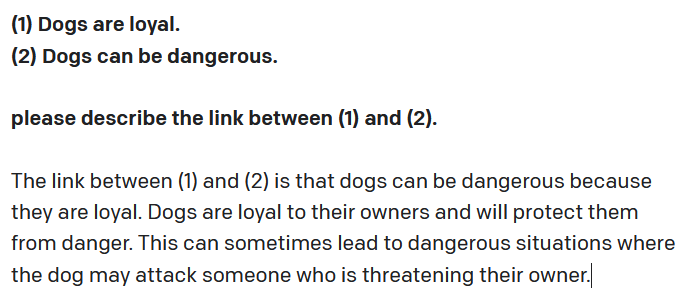 (1) Dogs are loyal.
(2) Dogs can be dangerous.
please describe the link between (1) and (2).
The link between (1) and (2) is that dogs can be dangerous because
they are loyal. Dogs are loyal to their owners and will protect them
from danger. This can sometimes lead to dangerous situations where
the dog may attack someone who is threatening their owner.